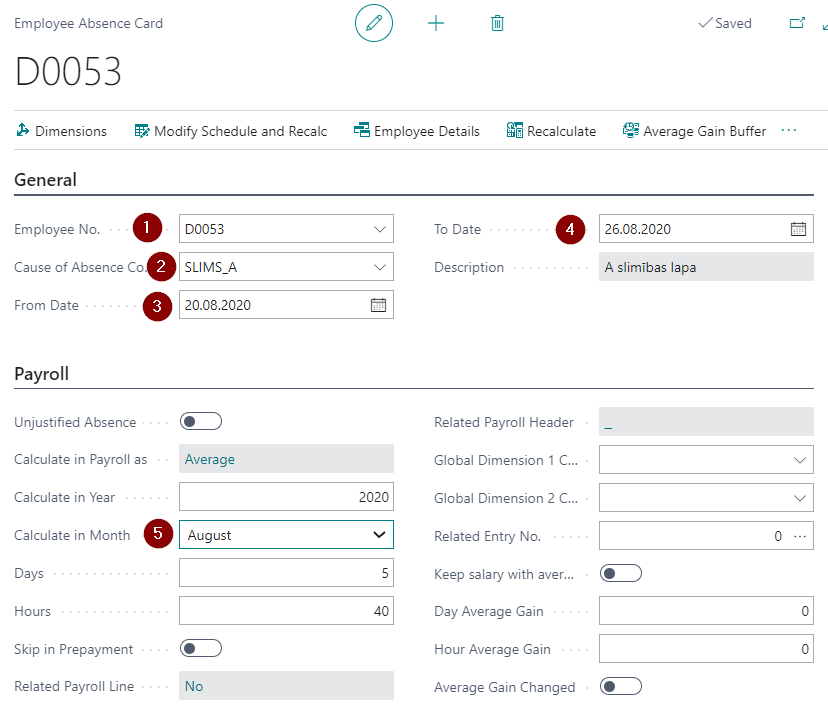 Employee Absence Card
Saved
D0053
Dimensions Modify Schedule and Recalc Employee Details Recalculate Average Gain Buffer ···
General
Employee No. 1 D0053
Cause of Absence Co. 2 SLIMS_A
From Date 3 20.08.2020
To Date 4 26.08.2020
Description A slimības lapa
Payroll
Unjustified Absence
Calculate in Payroll as Average
Calculate in Year 2020
Calculate in Month 5 August
Days 5
Hours 40
Skip in Prepayment
Related Payroll Line No
Related Payroll Header _
Global Dimension 1 C...
Global Dimension 2 C...
Related Entry No. 0 ···
Keep salary with aver...
Day Average Gain 0
Hour Average Gain 0
Average Gain Changed